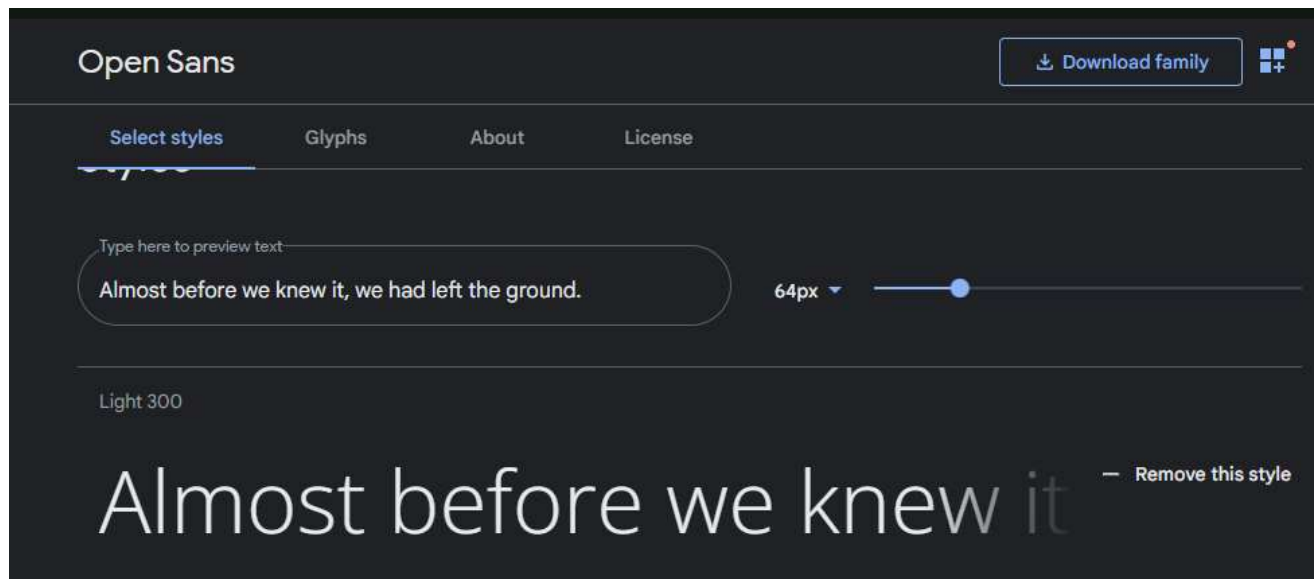 Open Sans
Download family
Select styles Glyphs About License
Type here to preview text
Almost before we knew it, we had left the ground.
64px
Light 300
Almost before we knew it
Remove this style